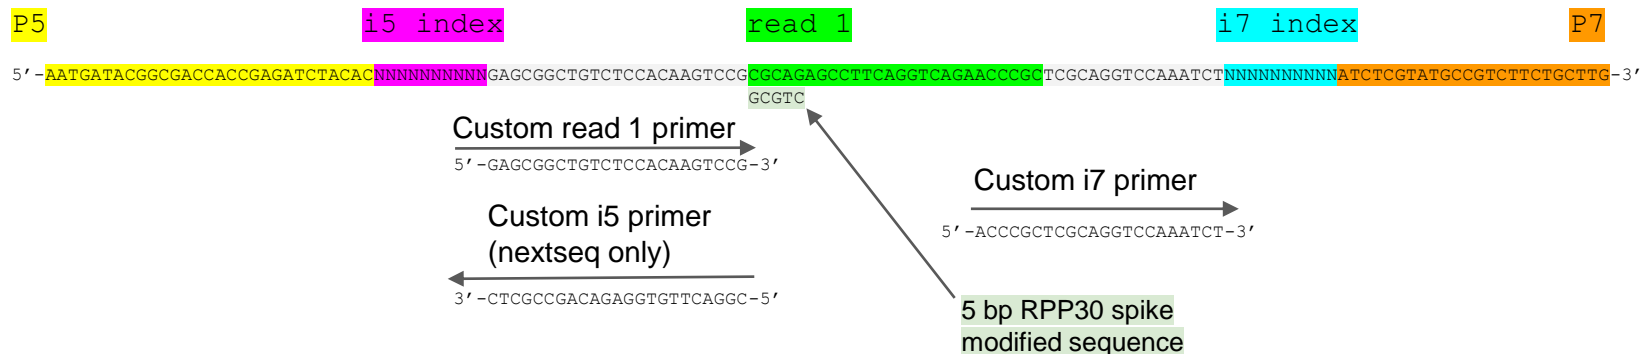 P5 i5 index read 1 i7 index P7
5’-AATGATACGGCGACCACCGAGATCTACACNNNNNNNNNNGAGCGGCTGTCTCCACAAGTCCGCGCAGAGCCTTCAGGTCAGAACCCGCTCGCAGGTCCAAATCTNNNNNNNNNNATCTCGTATGCCGTCTTCTGCTTG-3’
GCGTC
Custom read 1 primer
5’-GAGCGGCTGTCTCCACAAGTCCG-3’
Custom i7 primer
5’-ACCCGCTCGCAGGTCCAAATCT-3’
Custom i5 primer
(nextseq only)
3’-CTCGCCGACAGAGGTGTTCAGGC-5’
5 bp RPP30 spike
modified sequence